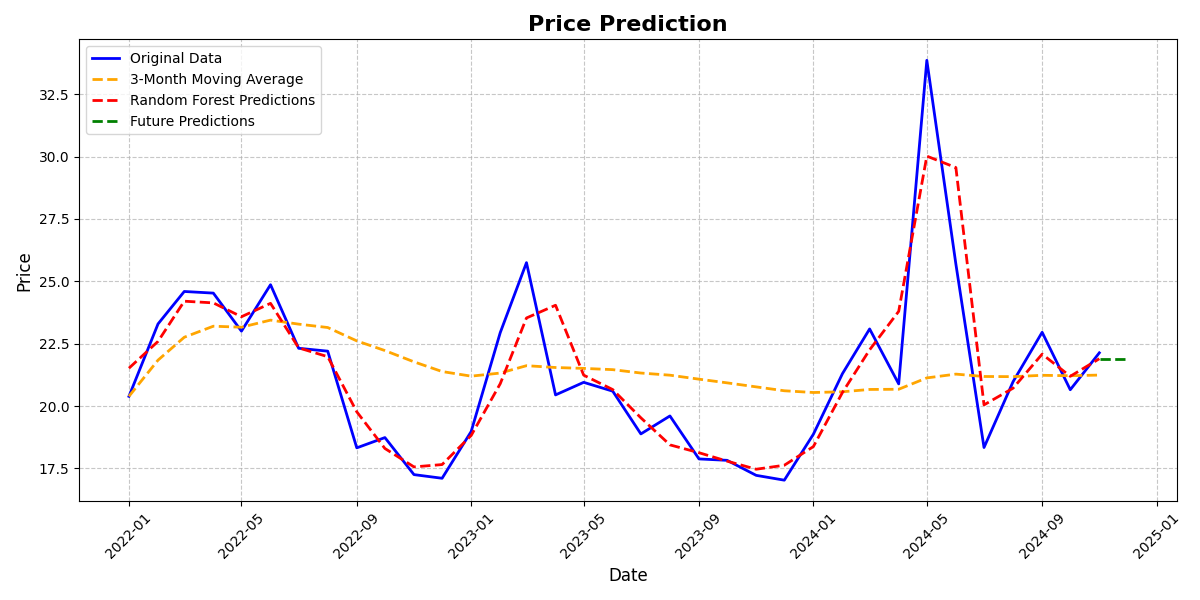 Price Prediction
Original Data
3-Month Moving Average
Random Forest Predictions
Future Predictions
Price
32.5
30.0
27.5
25.0
22.5
20.0
17.5
2022-01
2022-05
2022-09
2023-01
2023-05
2023-09
2024-01
2024-05
2024-09
2025-01
Date